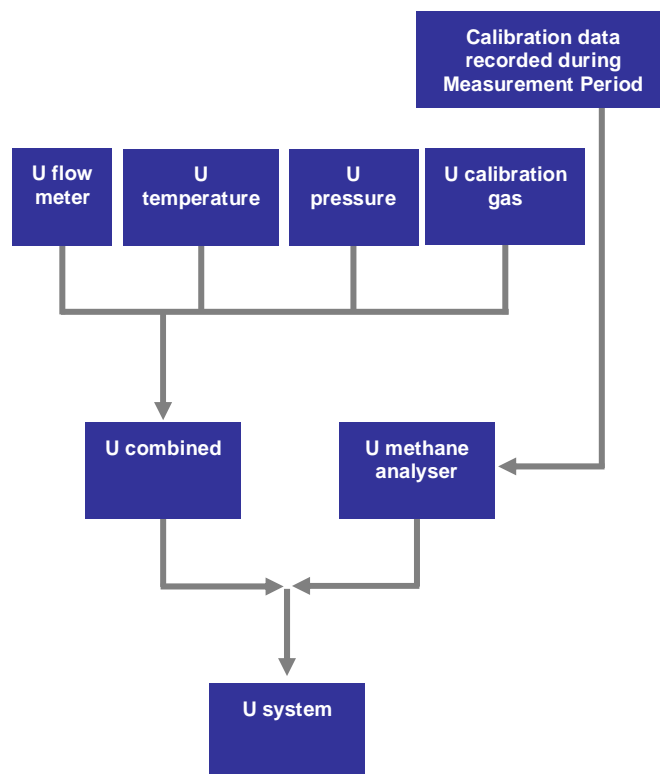 Calibration data
recorded during
Measurement Period
U flow
meter
U
temperature
U
pressure
U calibration
gas
U combined
U methane
analyser
U system